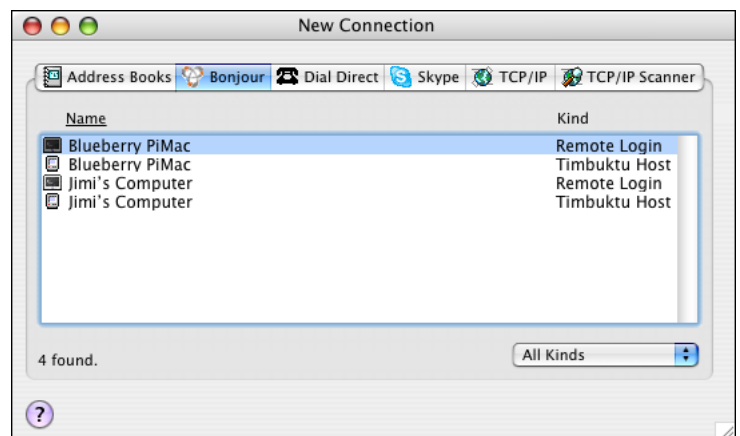 New Connection
Address Books Bonjour Dial Direct Skype TCP/IP TCP/IP Scanner
Name Kind
Blueberry PiMac Remote Login
Blueberry PiMac Timbuktu Host
Jimi's Computer Remote Login
Jimi's Computer Timbuktu Host
4 found. All Kinds
?